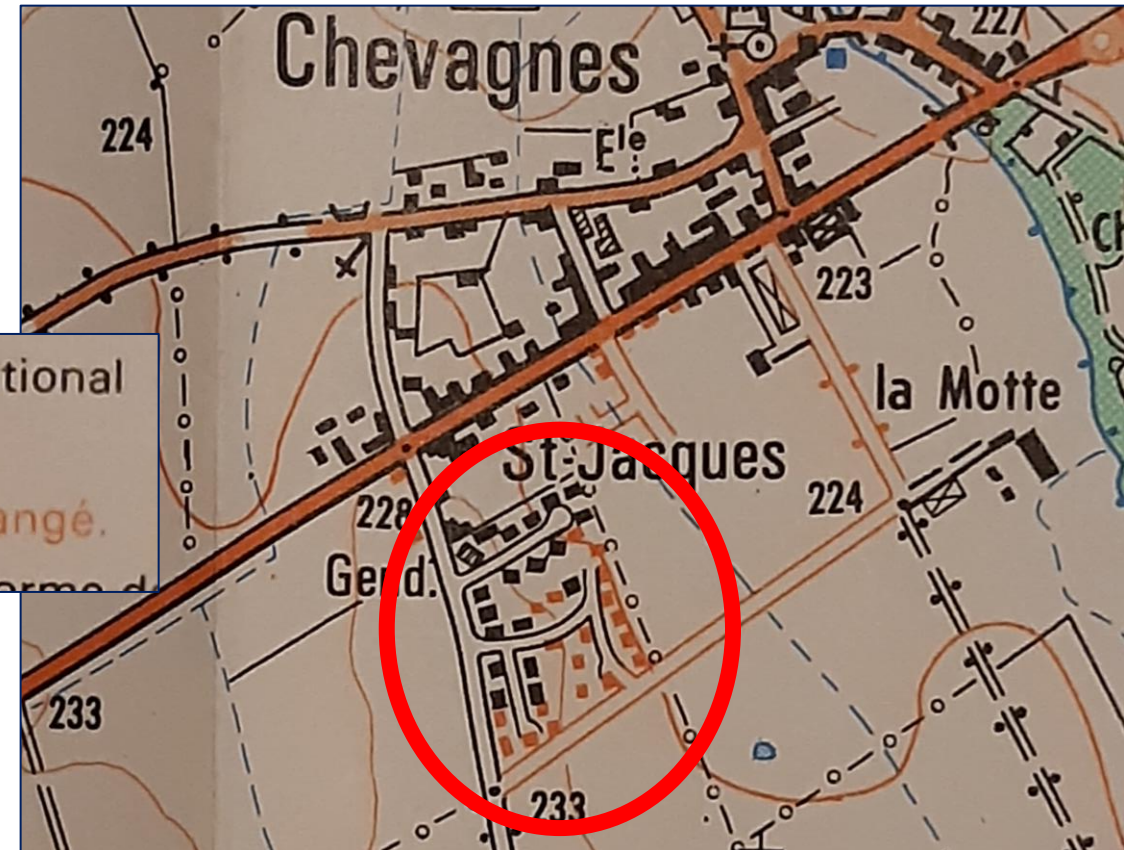 Chevagnes
227
224
Ele
223
la Motte
St-Jacques
224
228
Gend.
233
233
tional
angé.